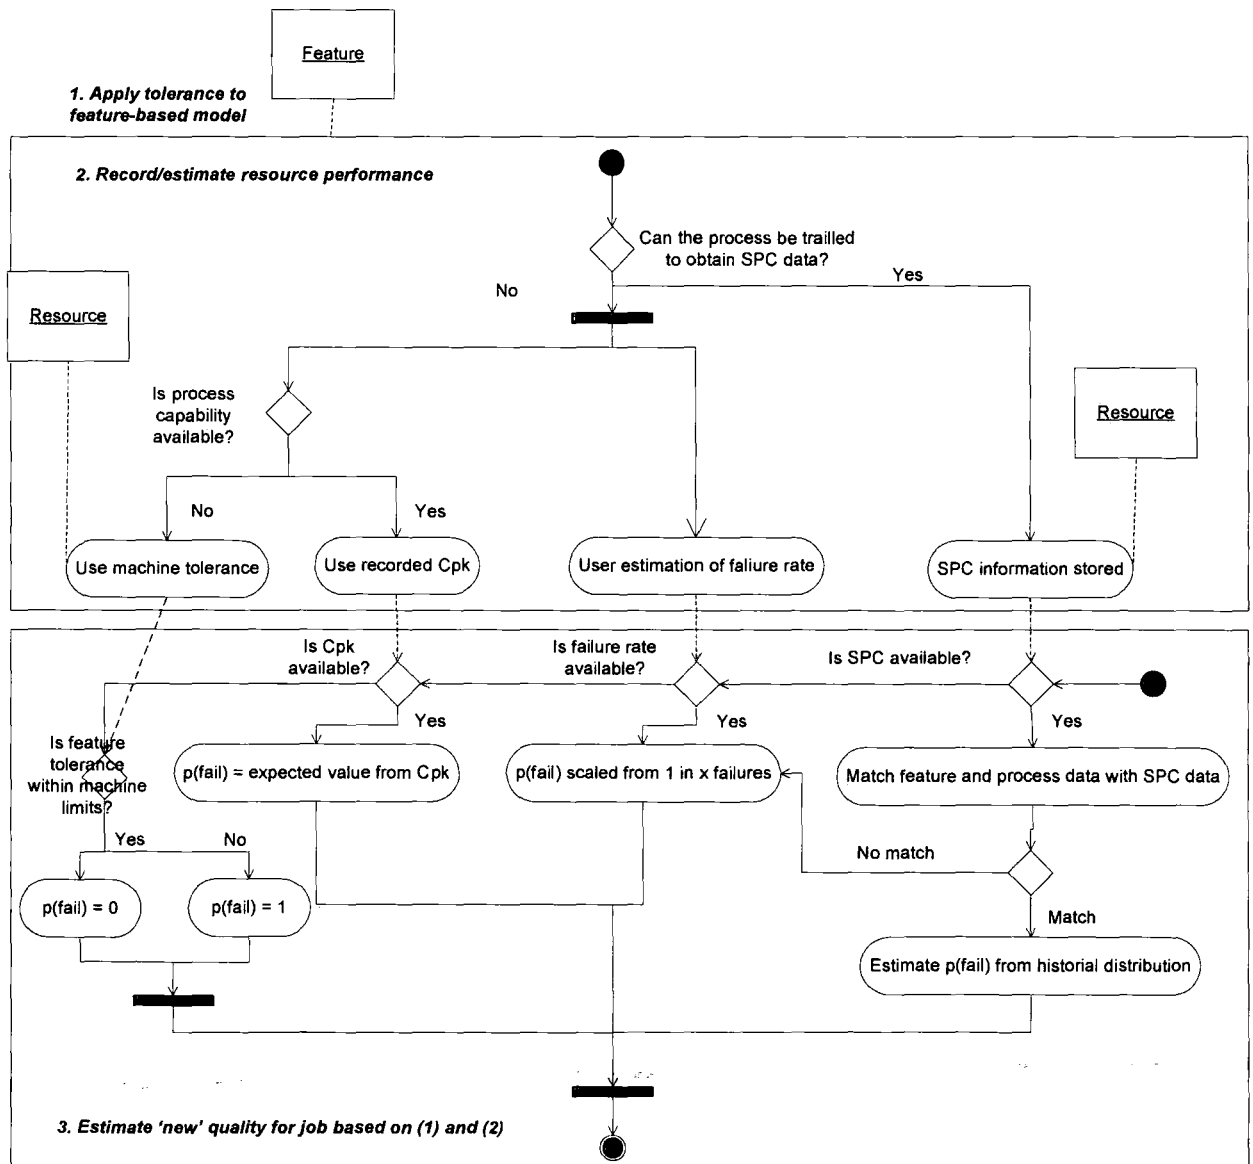 Feature
1. Apply tolerance to
feature-based model
2. Record/estimate resource performance
Can the process be trailled
to obtain SPC data?
No
Yes
Resource
Is process
capability
available?
Resource
No
Yes
Use machine tolerance
Use recorded Cpk
User estimation of faliure rate
SPC information stored
Is Cpk
available?
Is failure rate
available?
Is SPC available?
Yes
Yes
Yes
Is feature
tolerance
within machine
limits?
p(fail) = expected value from Cpk
p(fail) scaled from 1 in x failures
Match feature and process data with SPC data
Yes
No
No match
p(fail) = 0
p(fail) = 1
Match
Estimate p(fail) from historial distribution
3. Estimate 'new' quality for job based on (1) and (2)